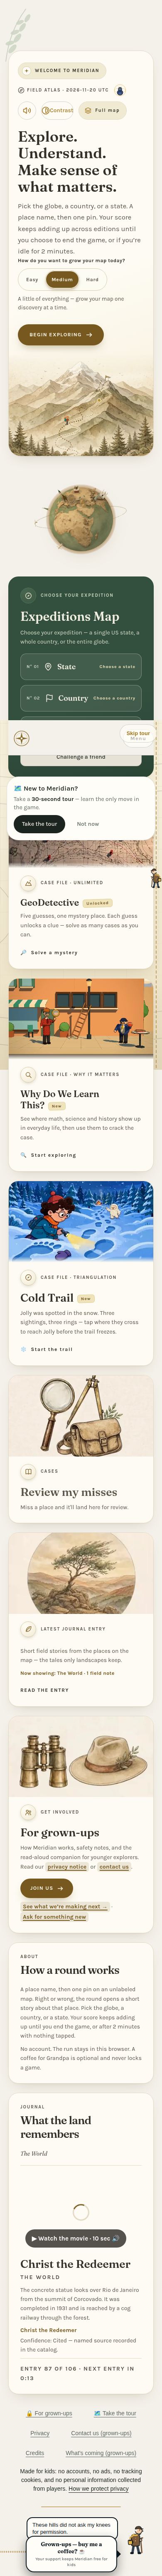 WELCOME TO MERIDIAN
FIELD ATLAS · 2026-11-20 UTC
Contrast
Full map
Explore.
Understand.
Make sense of
what matters.
Pick the globe, a country, or a state. A
place name, then one pin. Your score
keeps adding up across editions until
you choose to end the game, or if you're
idle for 2 minutes.
How do you want to grow your map today?
Easy
Medium
Hard
A little of everything — grow your map one
discovery at a time.
BEGIN EXPLORING →
CHOOSE YOUR EXPEDITION
Expeditions Map
Choose your expedition — a single US state, a
whole country, or the entire globe.
Nº 01
State
Choose a state
Nº 02
Country
Choose a country
Skip tour
Menu
Challenge a friend
New to Meridian?
Take a 30-second tour — learn the only move in
the game.
Take the tour
Not now
CASE FILE · UNLIMITED
GeoDetective
Unlocked
Five guesses, one mystery place. Each guess
unlocks a clue — solve as many cases as you
can.
Solve a mystery
CASE FILE · WHY IT MATTERS
Why Do We Learn
This? New
See where math, science and history show up
in everyday life, then use them to crack the
case.
Start exploring
CASE FILE · TRIANGULATION
Cold Trail
New
Jolly was spotted in the snow. Three
sightings, three rings — tap where they cross
to reach Jolly before the trail freezes.
Start the trail
CASES
Review my misses
Miss a place and it'll land here for review.
LATEST JOURNAL ENTRY
Short field stories from the places on the
map — the tales only landscapes keep.
Now showing: The World · 1 field note
READ THE ENTRY
GET INVOLVED
For grown-ups
How Meridian works, safety notes, and the
read-aloud companion for younger explorers.
Read our privacy notice or contact us.
JOIN US →
See what we're making next → ·
Ask for something new
ABOUT
How a round works
A place name, then one pin on an unlabeled
map. Right or wrong, the round opens a short
story about that place. Pick the globe, a
country, or a state. Your score keeps adding
up until you end the game, or after 2 minutes
with nothing tapped.
No account. The run stays in this browser. A
coffee for Grandpa is optional and never locks
a game.
JOURNAL
What the land
remembers
The World
▶ Watch the movie · 10 sec 🔊
Christ the Redeemer
THE WORLD
The concrete statue looks over Rio de Janeiro
from the summit of Corcovado. It was
completed in 1931 and is reached by a cog
railway through the forest.
Christ the Redeemer
Confidence: Cited — named source recorded
in the catalog.
ENTRY 87 OF 106 · NEXT ENTRY IN
0:13
For grown-ups
Take the tour
Privacy
Contact us (grown-ups)
Credits
What's coming (grown-ups)
Made for kids: no accounts, no ads, no tracking
cookies, and no personal information collected
from players. How we protect privacy
These hills did not ask my knees
for permission.
Grown-ups — buy me a
coffee? ☕
Your support keeps Meridian free for
kids.